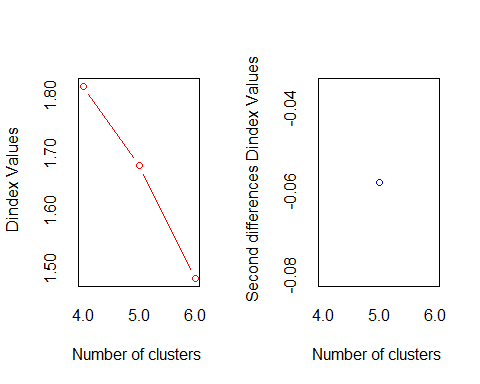 Dindex Values
1.80
1.70
1.60
1.50
4.0 5.0 6.0
Number of clusters
Second differences Dindex Values
-0.04
-0.06
-0.08
4.0 5.0 6.0
Number of clusters